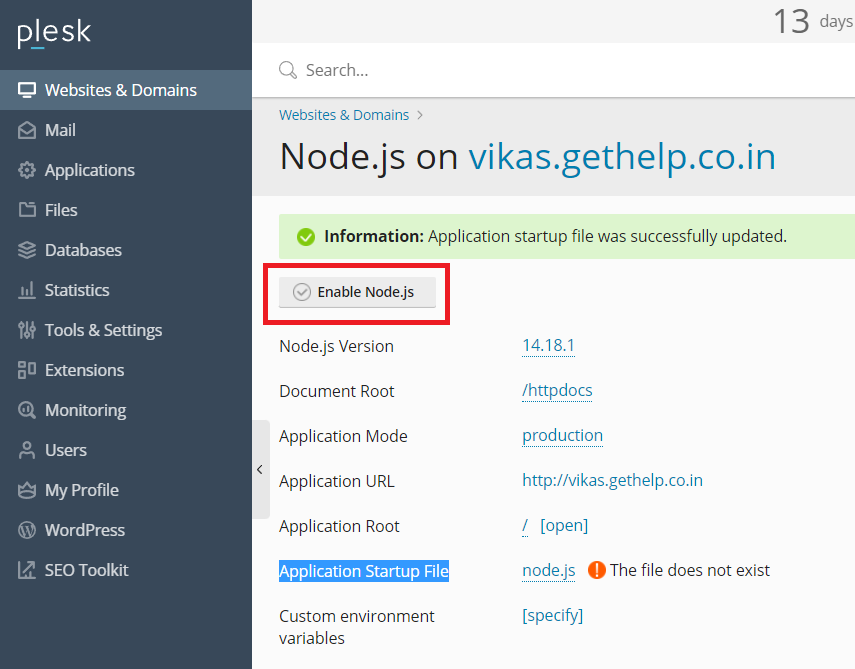 plesk
13 days
Search...
Websites & Domains
Mail
Applications
Files
Databases
Statistics
Tools & Settings
Extensions
Monitoring
Users
My Profile
WordPress
SEO Toolkit
Websites & Domains >
Node.js on vikas.gethelp.co.in
Information: Application startup file was successfully updated.
Enable Node.js
Node.js Version 14.18.1
Document Root /httpdocs
Application Mode production
Application URL http://vikas.gethelp.co.in
Application Root / [open]
Application Startup File node.js The file does not exist
Custom environment [specify]
variables